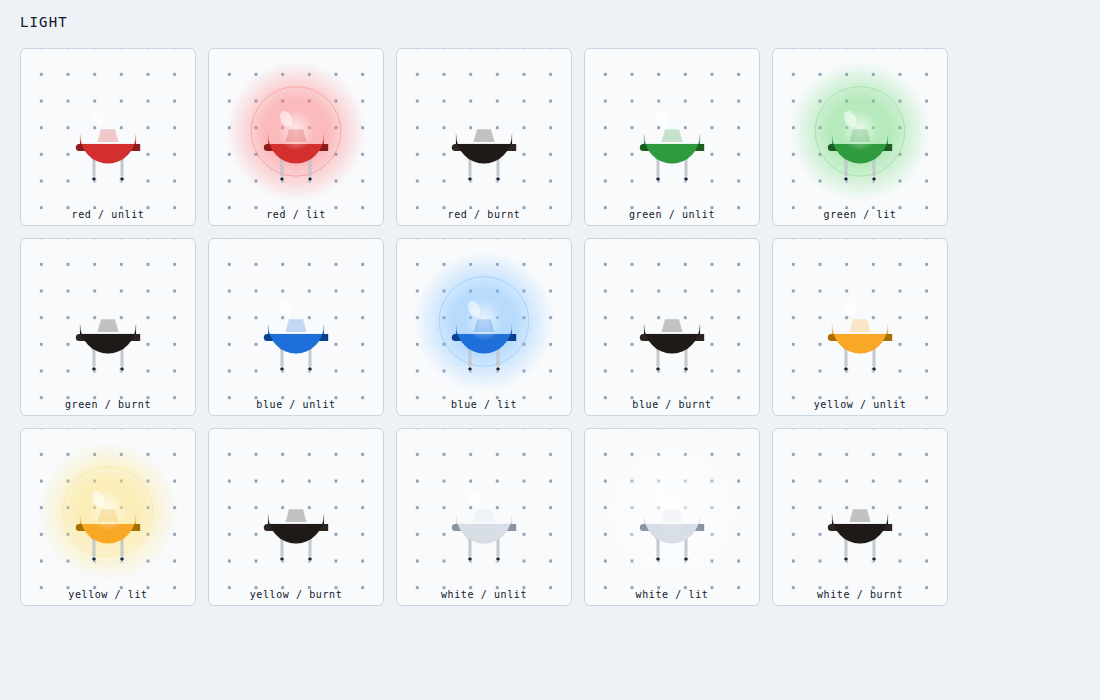 LIGHT
red / unlit
red / lit
red / burnt
green / unlit
green / lit
green / burnt
blue / unlit
blue / lit
blue / burnt
yellow / unlit
yellow / lit
yellow / burnt
white / unlit
white / lit
white / burnt